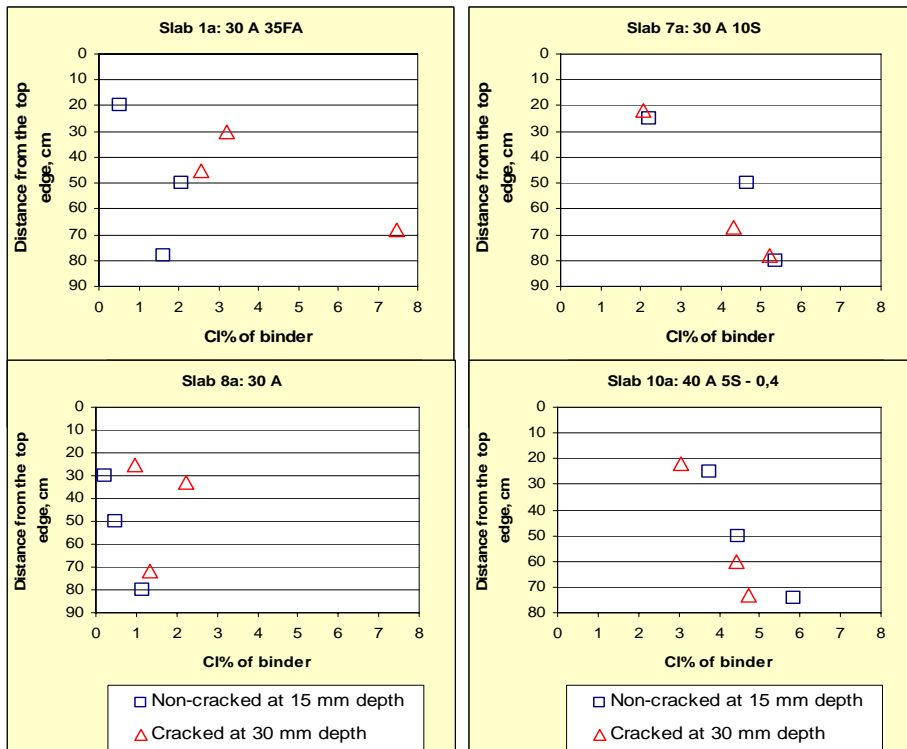 Slab 1a: 30 A 35FA
Distance from the top
edge, cm
0
10
20
30
40
50
60
70
80
90
0 1 2 3 4 5 6 7 8
Cl% of binder
Slab 7a: 30 A 10S
Distance from the top
edge, cm
0
10
20
30
40
50
60
70
80
90
0 1 2 3 4 5 6 7 8
Cl% of binder
Slab 8a: 30 A
Distance from the top
edge, cm
0
10
20
30
40
50
60
70
80
90
0 1 2 3 4 5 6 7 8
Cl% of binder
Non-cracked at 15 mm depth
Cracked at 30 mm depth
Slab 10a: 40 A 5S - 0,4
Distance from the top
edge, cm
0
10
20
30
40
50
60
70
80
0 1 2 3 4 5 6 7 8
Cl% of binder
Non-cracked at 15 mm depth
Cracked at 30 mm depth